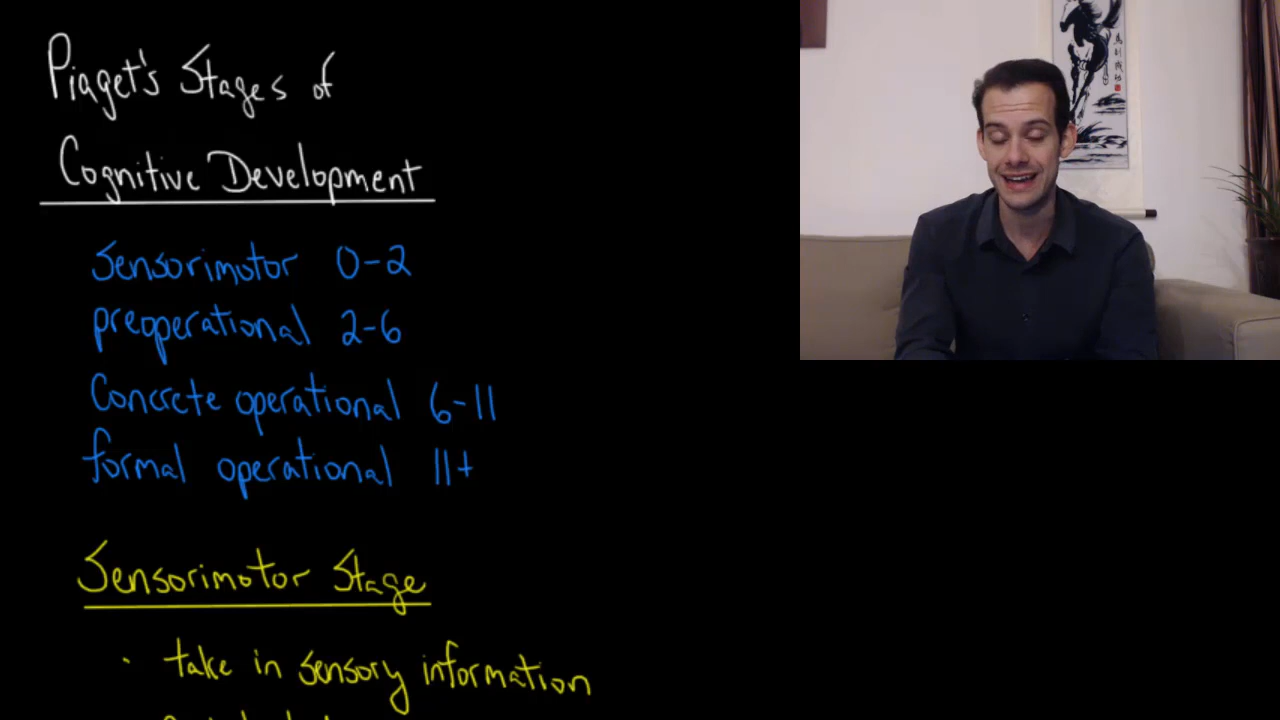 Piaget's Stages of
Cognitive Development
Sensorimotor 0-2
preoperational 2-6
Concrete operational 6-11
formal operational 11+
Sensorimotor Stage
· take in sensory information